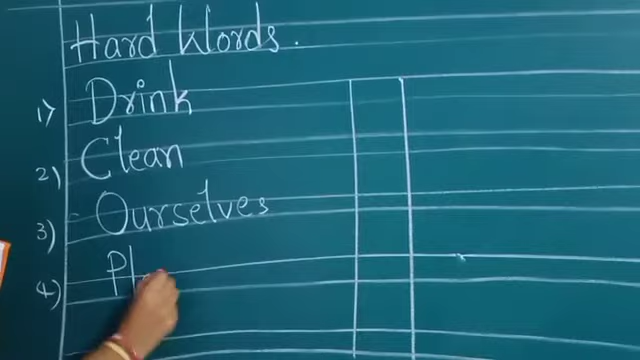 Hard Words.
1) Drink
2) Clean
3) Ourselves
4) Pl